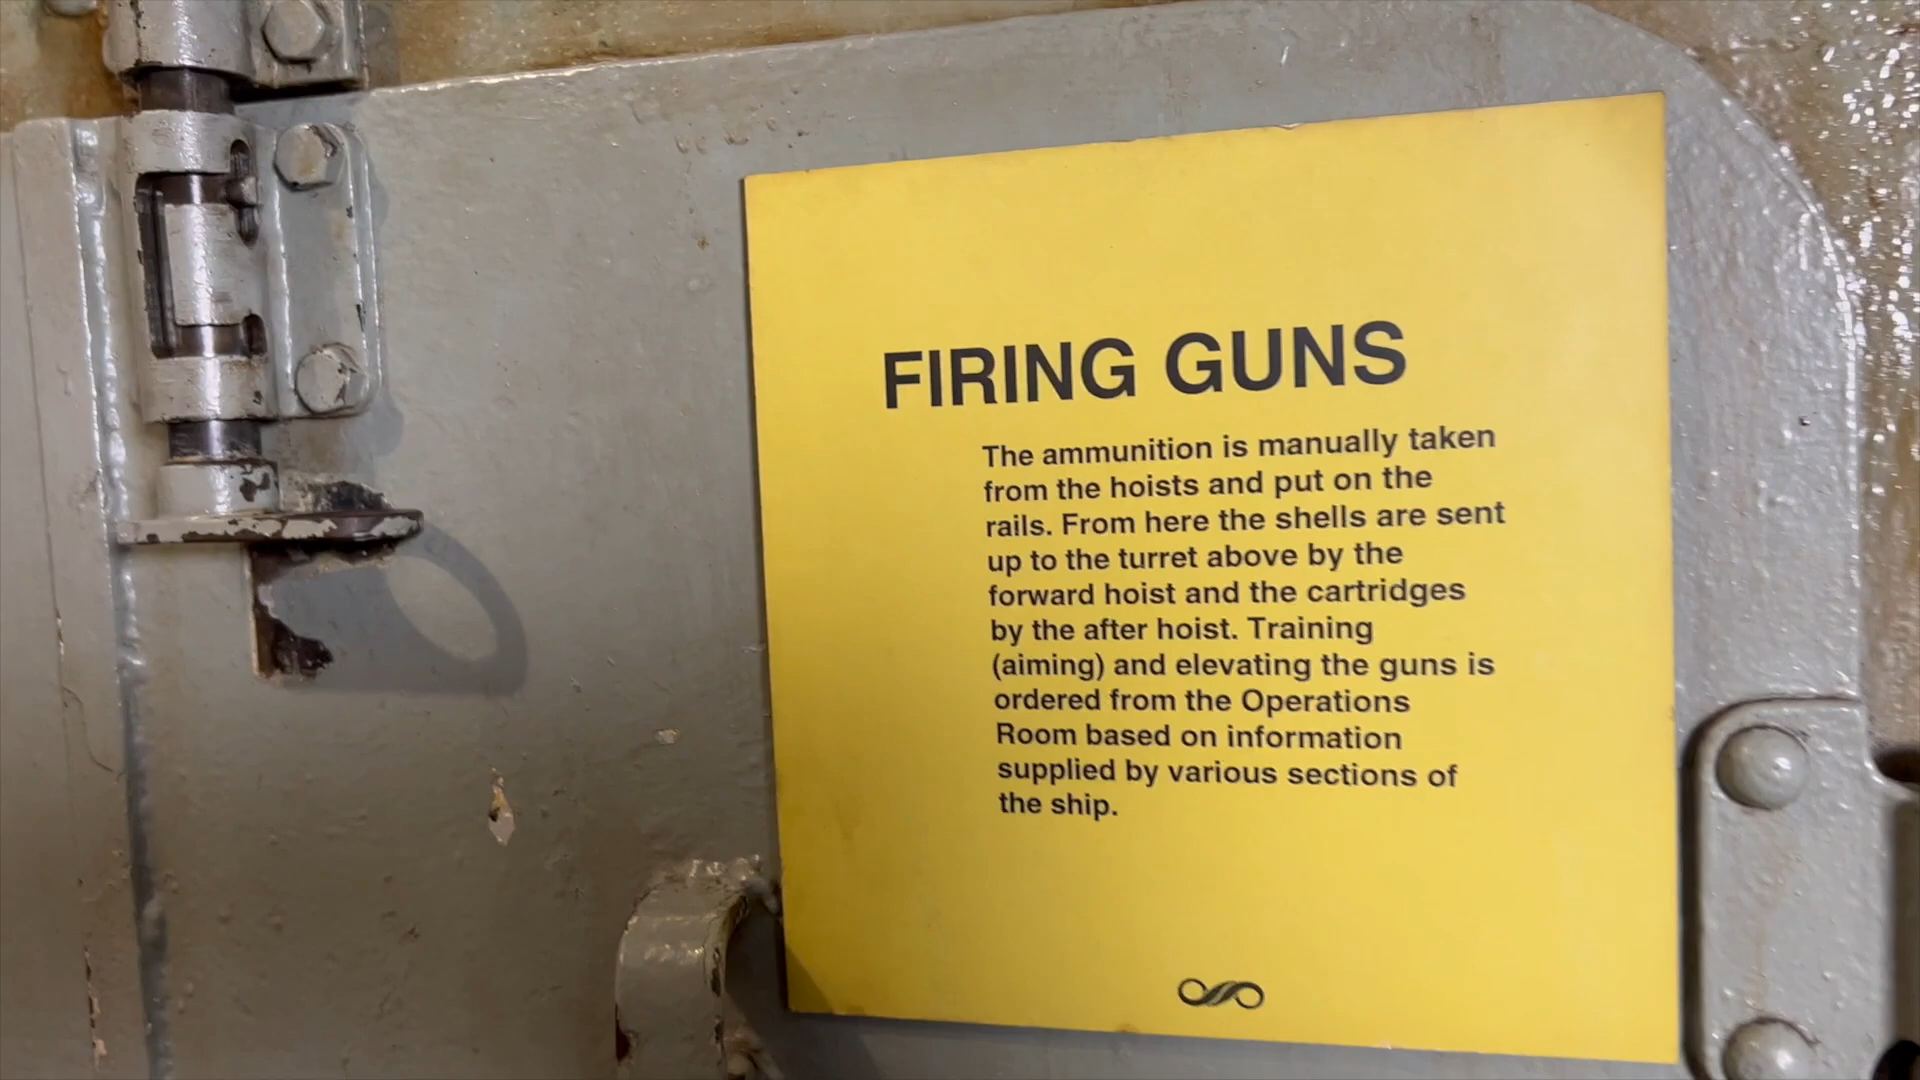 FIRING GUNS
The ammunition is manually taken
from the hoists and put on the
rails. From here the shells are sent
up to the turret above by the
forward hoist and the cartridges
by the after hoist. Training
(aiming) and elevating the guns is
ordered from the Operations
Room based on information
supplied by various sections of
the ship.